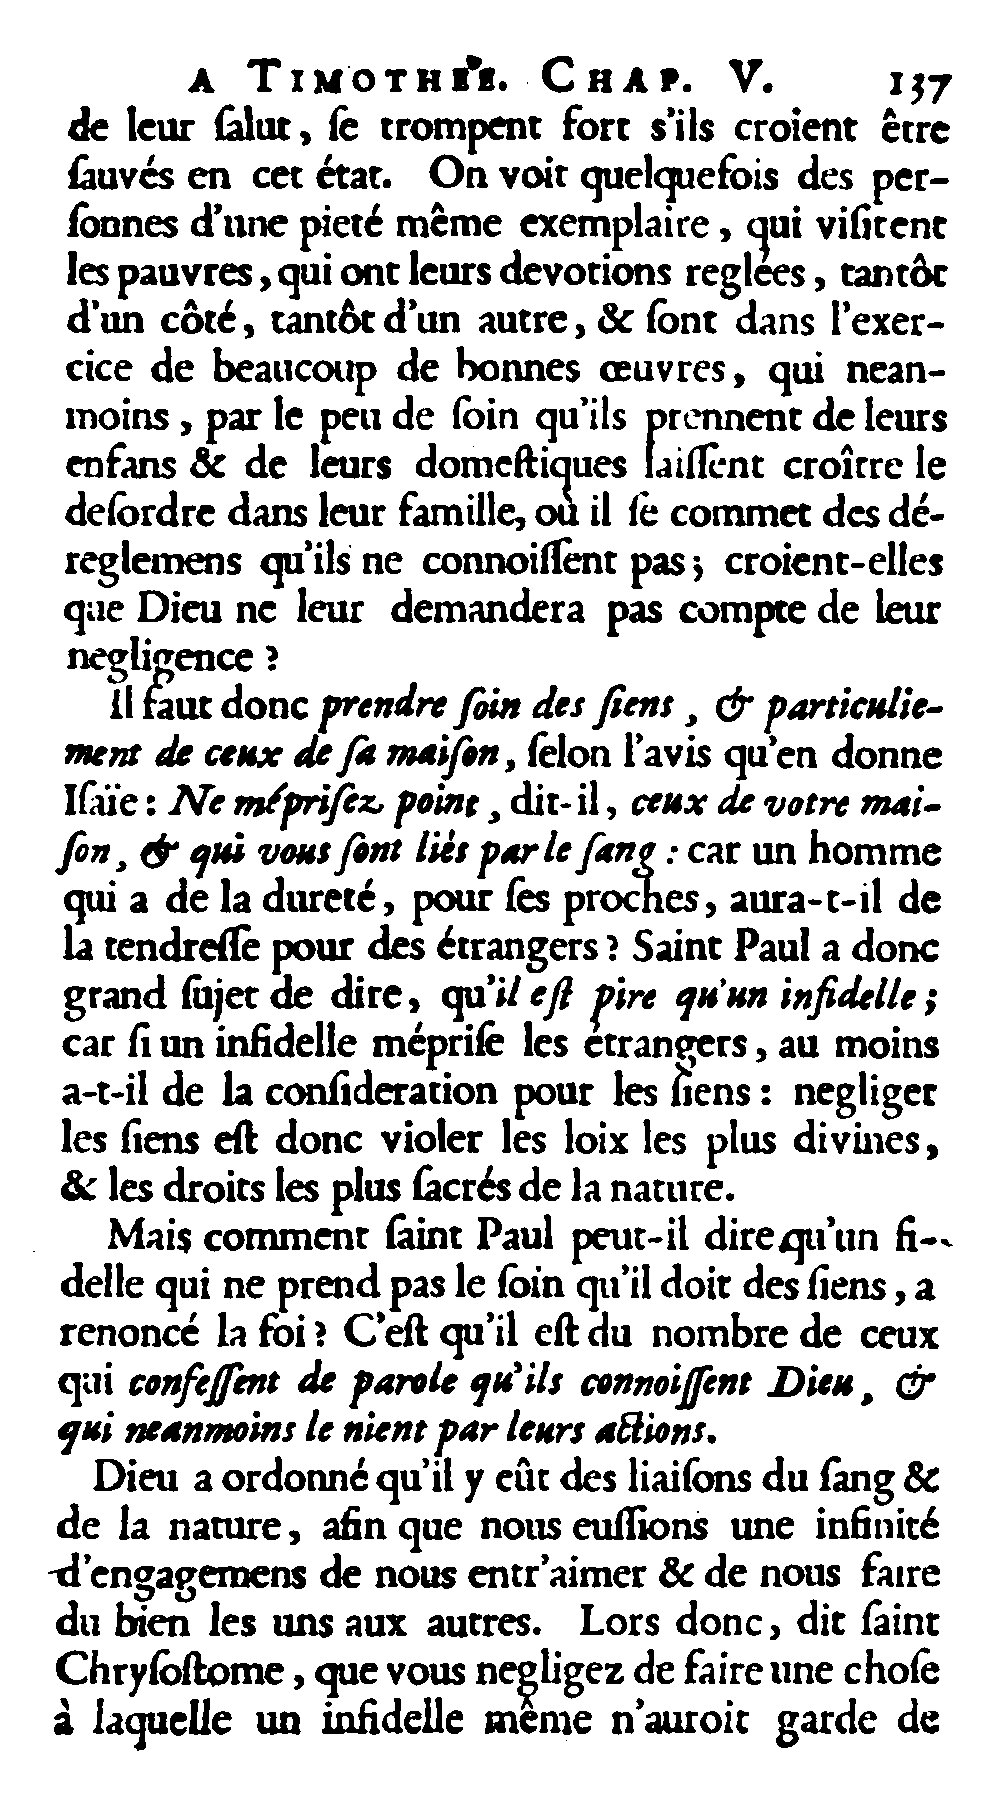 A TIMOTHÉE. CHAP. V. 137
de leur ſalut, ſe trompent fort s'ils croient être
ſauvés en cet état. On voit quelquefois des per-
ſonnes d'une pieté même exemplaire, qui viſitent
les pauvres, qui ont leurs devotions reglées, tantôt
d'un côté, tantôt d'un autre, & ſont dans l'exer-
cice de beaucoup de bonnes œuvres, qui nean-
moins, par le peu de ſoin qu'ils prennent de leurs
enfans & de leurs domeſtiques laiſſent croître le
deſordre dans leur famille, où il ſe commet des dé-
reglemens qu'ils ne connoiſſent pas; croient-elles
que Dieu ne leur demandera pas compte de leur
negligence?
Il faut donc prendre ſoin des ſiens, & particulie-
ment de ceux de ſa maiſon, ſelon l'avis qu'en donne
Iſaïe: Ne mépriſez point, dit-il, ceux de votre mai-
ſon, & qui vous ſont liés par le ſang: car un homme
qui a de la dureté, pour ſes proches, aura-t-il de
la tendreſſe pour des étrangers? Saint Paul a donc
grand ſujet de dire, qu'il eſt pire qu'un infidelle;
car ſi un infidelle mépriſe les étrangers, au moins
a-t-il de la conſideration pour les ſiens: negliger
les ſiens eſt donc violer les loix les plus divines,
& les droits les plus ſacrés de la nature.
Mais comment ſaint Paul peut-il dire qu'un fi-
delle qui ne prend pas le ſoin qu'il doit des ſiens, a
renoncé la foi? C'eſt qu'il eſt du nombre de ceux
qui confeſſent de parole qu'ils connoiſſent Dieu, &
qui neanmoins le nient par leurs actions.
Dieu a ordonné qu'il y eût des liaiſons du ſang &
de la nature, afin que nous euſſions une infinité
d'engagemens de nous entr'aimer & de nous faire
du bien les uns aux autres. Lors donc, dit ſaint
Chryſoſtome, que vous negligez de faire une choſe
à laquelle un infidelle même n'auroit garde de